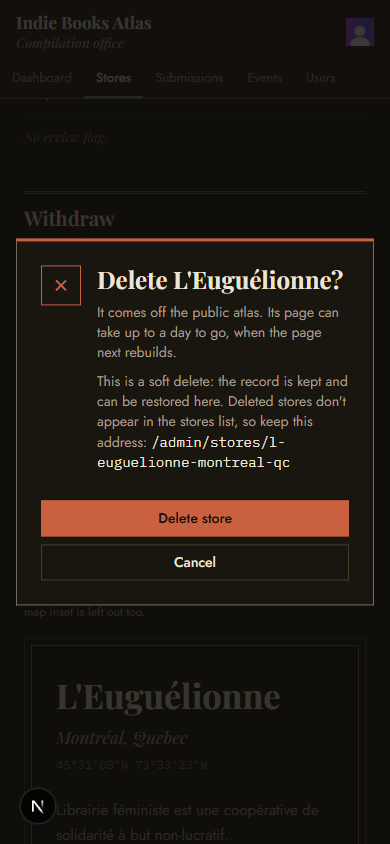 Indie Books Atlas
Compilation office
Dashboard Stores Submissions Events Users
No review flag.
Withdraw
Delete L'Euguélionne?
It comes off the public atlas. Its page can
take up to a day to go, when the page
next rebuilds.
This is a soft delete: the record is kept and
can be restored here. Deleted stores don't
appear in the stores list, so keep this
address: /admin/stores/l-
euguelionne-montreal-qc
Delete store
Cancel
map inset is left out too.
L'Euguélionne
Montréal, Quebec
45°31'08"N 73°33'23"W
Librairie féministe est une coopérative de
solidarité à but non-lucratif.
N